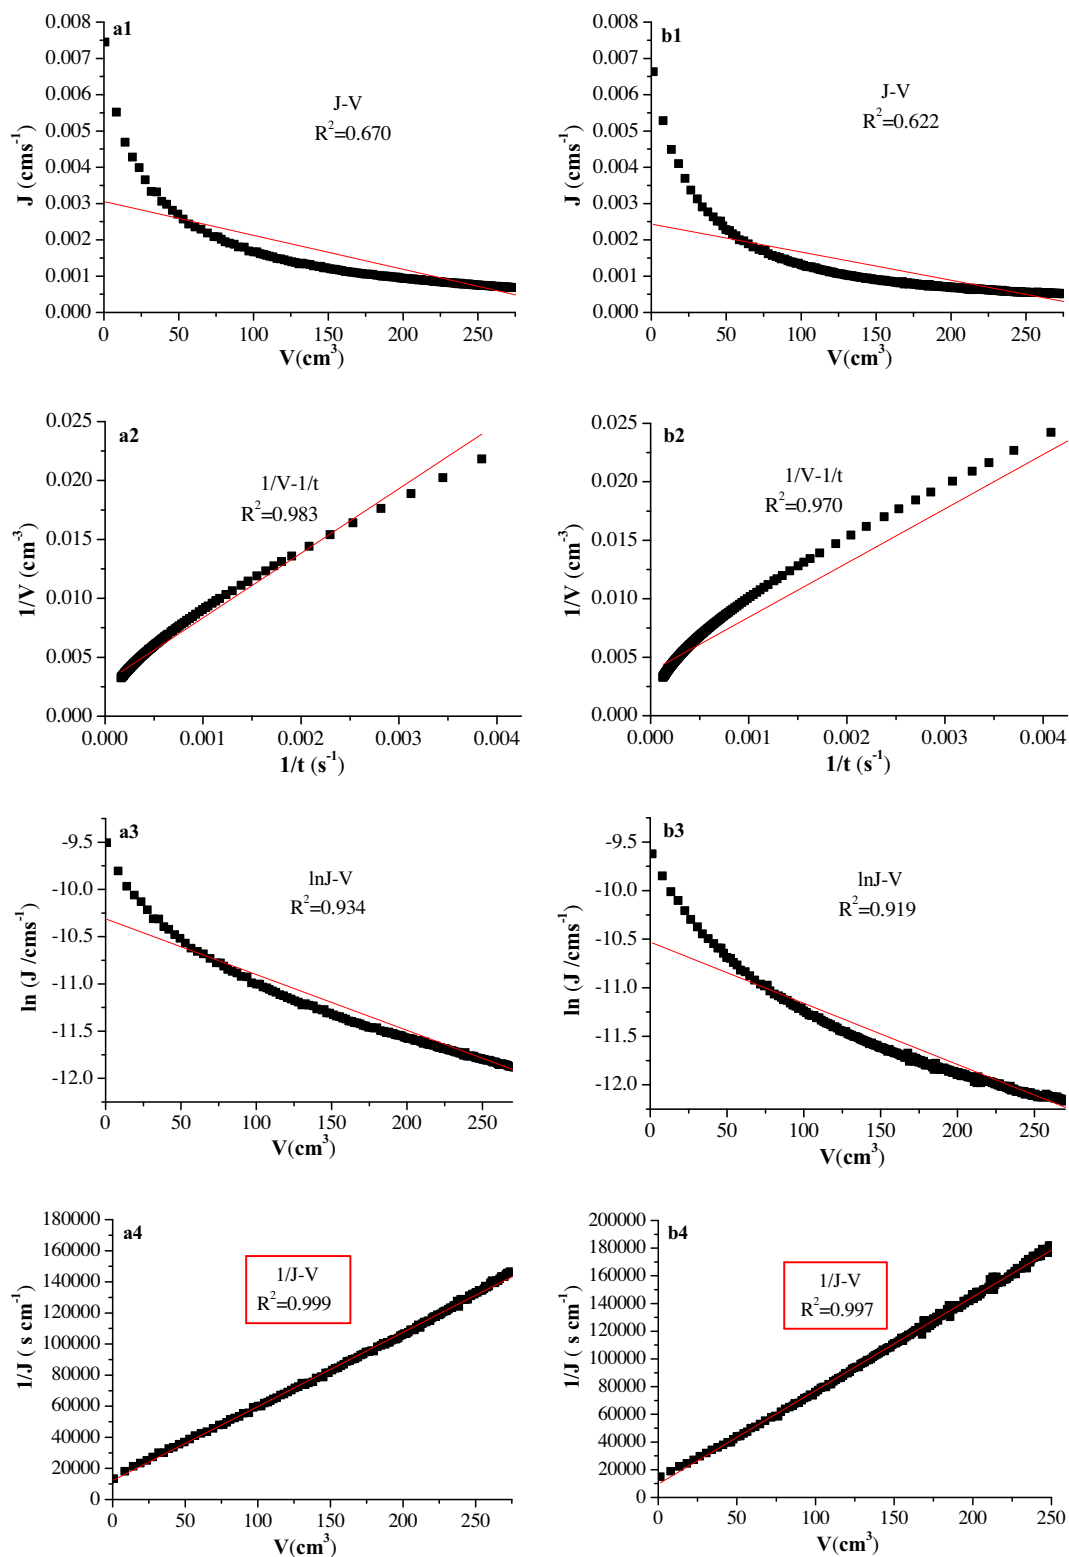 a1
J-V
R²=0.670
0.008
0.007
0.006
0.005
0.004
0.003
0.002
0.001
0.000
J (cms⁻¹)
0 50 100 150 200 250
V(cm³)
b1
J-V
R²=0.622
0.008
0.007
0.006
0.005
0.004
0.003
0.002
0.001
0.000
J (cms⁻¹)
0 50 100 150 200 250
V(cm³)
a2
1/V-1/t
R²=0.983
0.025
0.020
0.015
0.010
0.005
0.000
1/V (cm⁻³)
0.000 0.001 0.002 0.003 0.004
1/t (s⁻¹)
b2
1/V-1/t
R²=0.970
0.025
0.020
0.015
0.010
0.005
0.000
1/V (cm⁻³)
0.000 0.001 0.002 0.003 0.004
1/t (s⁻¹)
a3
lnJ-V
R²=0.934
-9.5
-10.0
-10.5
-11.0
-11.5
-12.0
ln (J /cms⁻¹)
0 50 100 150 200 250
V(cm³)
b3
lnJ-V
R²=0.919
-9.5
-10.0
-10.5
-11.0
-11.5
-12.0
ln (J /cms⁻¹)
0 50 100 150 200 250
V(cm³)
a4
1/J-V
R²=0.999
180000
160000
140000
120000
100000
80000
60000
40000
20000
0
1/J ( s cm⁻¹)
0 50 100 150 200 250
V(cm³)
b4
1/J-V
R²=0.997
200000
180000
160000
140000
120000
100000
80000
60000
40000
20000
0
1/J ( s cm⁻¹)
0 50 100 150 200 250
V(cm³)